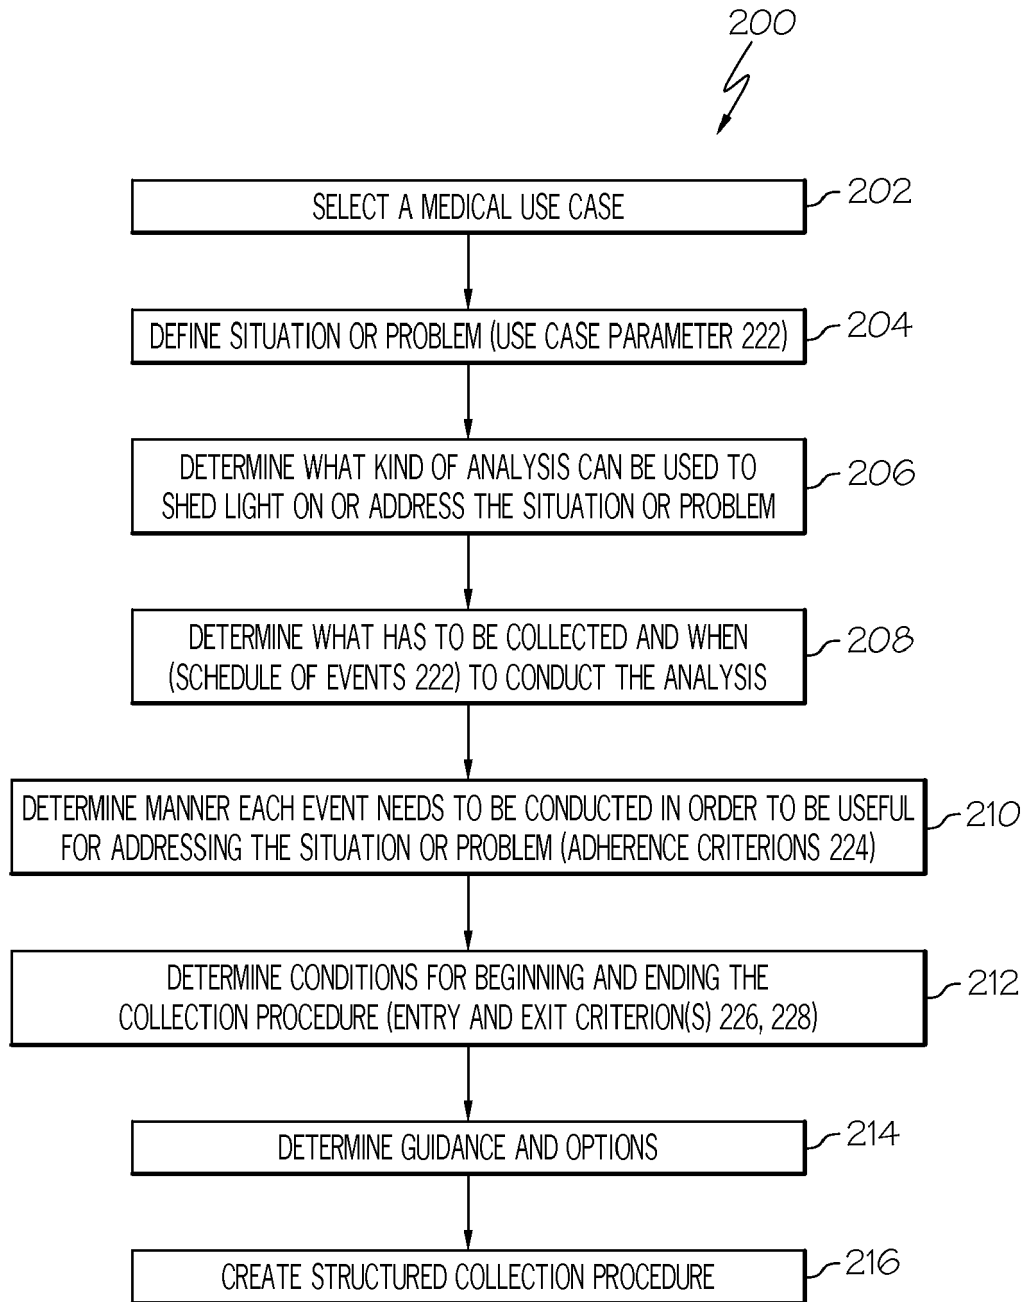 200
SELECT A MEDICAL USE CASE
202
DEFINE SITUATION OR PROBLEM (USE CASE PARAMETER 222)
204
DETERMINE WHAT KIND OF ANALYSIS CAN BE USED TO
SHED LIGHT ON OR ADDRESS THE SITUATION OR PROBLEM
206
DETERMINE WHAT HAS TO BE COLLECTED AND WHEN
(SCHEDULE OF EVENTS 222) TO CONDUCT THE ANALYSIS
208
DETERMINE MANNER EACH EVENT NEEDS TO BE CONDUCTED IN ORDER TO BE USEFUL
FOR ADDRESSING THE SITUATION OR PROBLEM (ADHERENCE CRITERIONS 224)
210
DETERMINE CONDITIONS FOR BEGINNING AND ENDING THE
COLLECTION PROCEDURE (ENTRY AND EXIT CRITERION(S) 226, 228)
212
DETERMINE GUIDANCE AND OPTIONS
214
CREATE STRUCTURED COLLECTION PROCEDURE
216